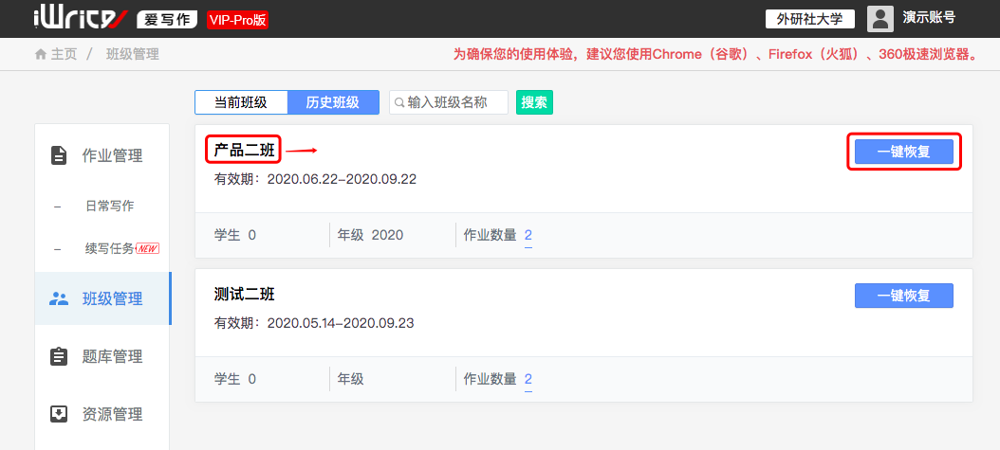 iWrite 爱写作 VIP-Pro版 外研社大学 演示账号
主页 / 班级管理 为确保您的使用体验，建议您使用Chrome（谷歌）、Firefox（火狐）、360极速浏览器。
当前班级 历史班级 输入班级名称 搜索
作业管理
– 日常写作
– 续写任务 NEW
班级管理
题库管理
资源管理
产品二班 一键恢复
有效期：2020.06.22-2020.09.22
学生 0 年级 2020 作业数量 2
测试二班 一键恢复
有效期：2020.05.14-2020.09.23
学生 0 年级 作业数量 2